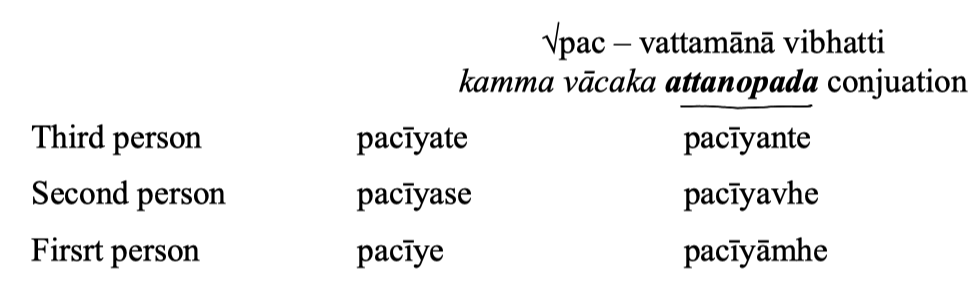 √pac – vattamānā vibhatti
kamma vācaka attanopada conjuation
Third person pacīyate pacīyante
Second person pacīyase pacīyavhe
Firsrt person pacīye pacīyāmhe